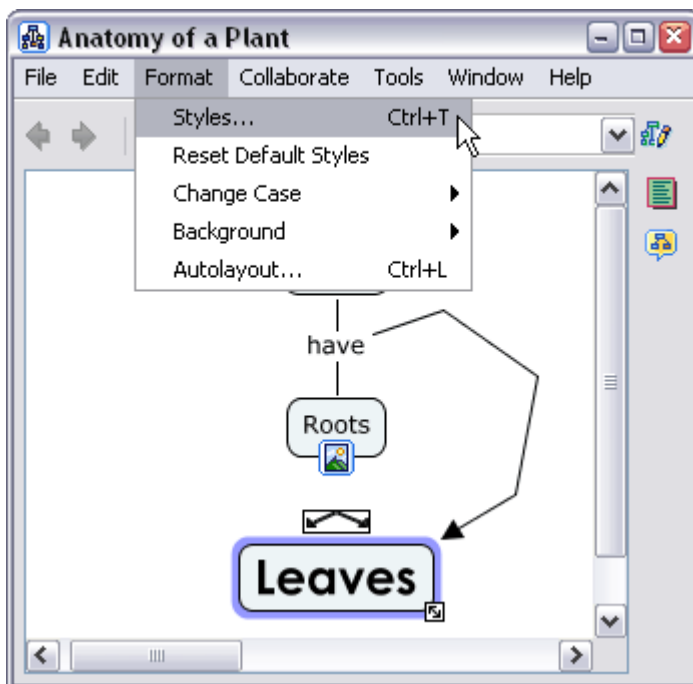 Anatomy of a Plant
File Edit Format Collaborate Tools Window Help
Styles... Ctrl+T
Reset Default Styles
Change Case
Background
Autolayout... Ctrl+L
have
Roots
Leaves